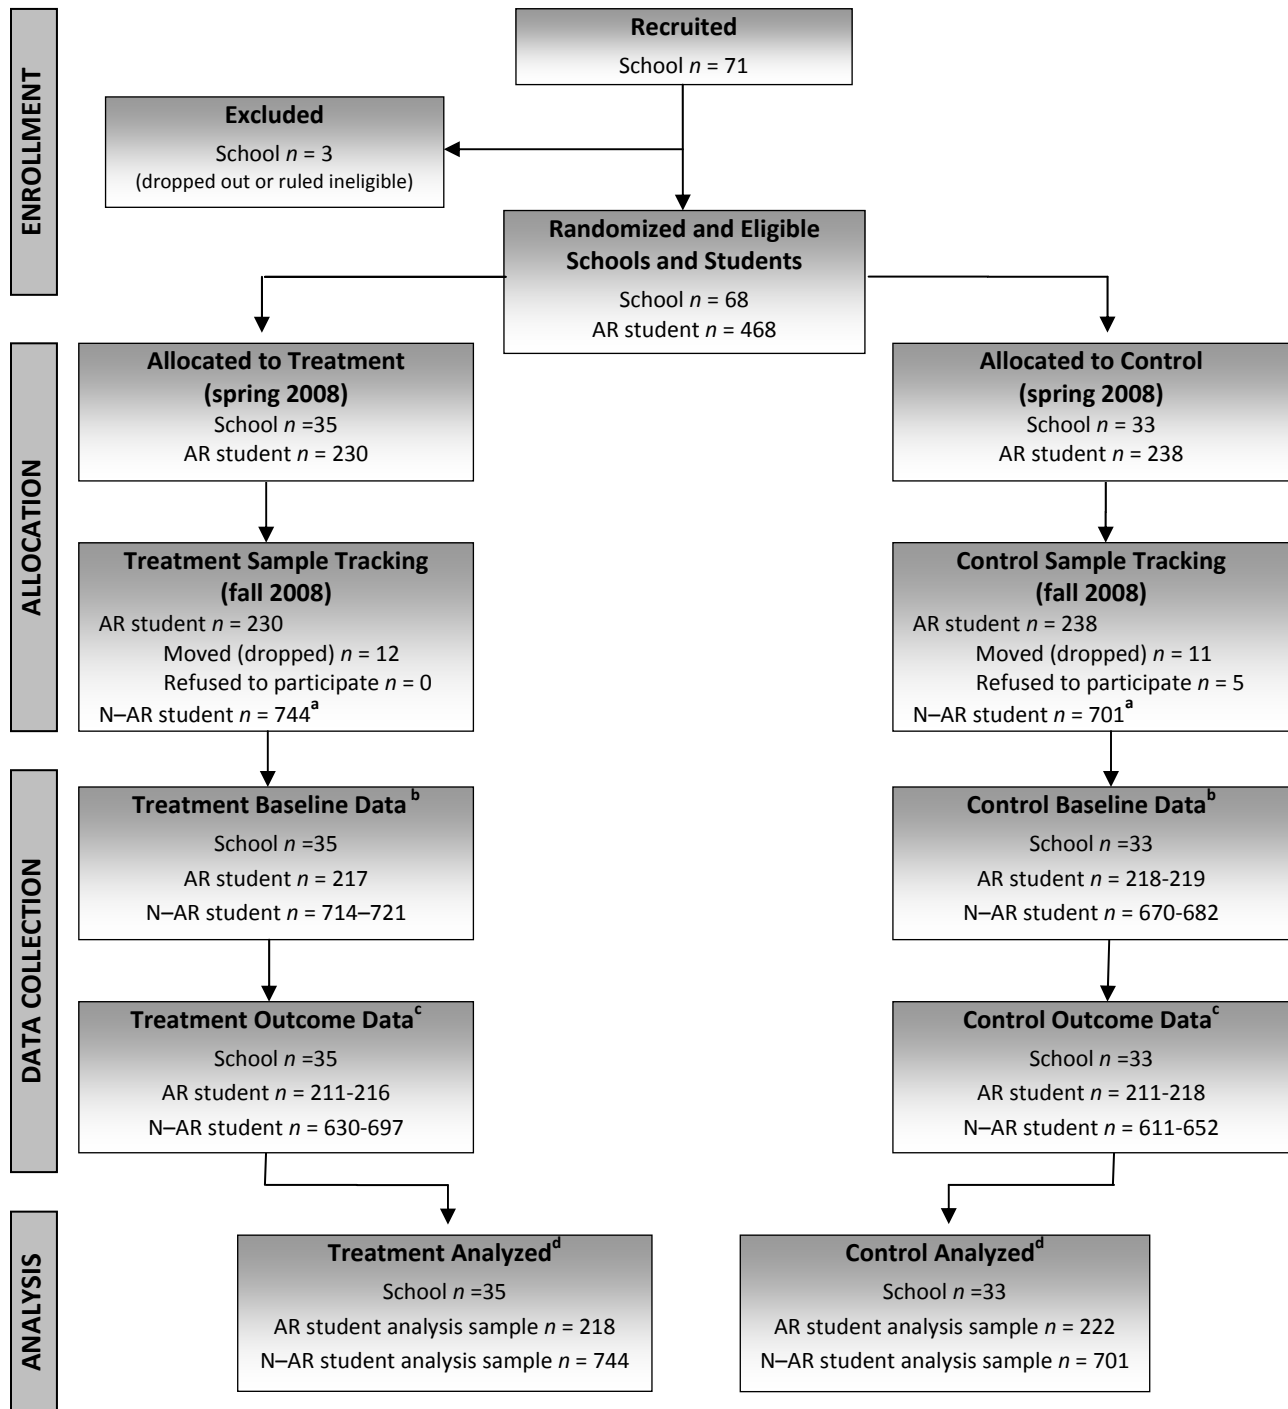 ENROLLMENT
Recruited
School n = 71
Excluded
School n = 3
(dropped out or ruled ineligible)
Randomized and Eligible
Schools and Students
School n = 68
AR student n = 468
ALLOCATION
Allocated to Treatment
(spring 2008)
School n =35
AR student n = 230
Allocated to Control
(spring 2008)
School n = 33
AR student n = 238
Treatment Sample Tracking
(fall 2008)
AR student n = 230
Moved (dropped) n = 12
Refused to participate n = 0
N–AR student n = 744a
Control Sample Tracking
(fall 2008)
AR student n = 238
Moved (dropped) n = 11
Refused to participate n = 5
N–AR student n = 701a
DATA COLLECTION
Treatment Baseline Data b
School n =35
AR student n = 217
N–AR student n = 714–721
Control Baseline Data b
School n =33
AR student n = 218-219
N–AR student n = 670-682
Treatment Outcome Datac
School n =35
AR student n = 211-216
N–AR student n = 630-697
Control Outcome Datac
School n =33
AR student n = 211-218
N–AR student n = 611-652
ANALYSIS
Treatment Analyzedd
School n =35
AR student analysis sample n = 218
N–AR student analysis sample n = 744
Control Analyzedd
School n =33
AR student analysis sample n = 222
N–AR student analysis sample n = 701